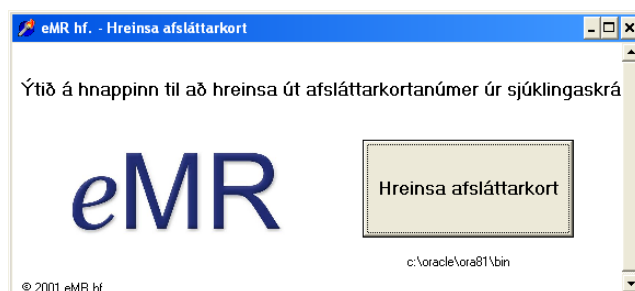 eMR hf. - Hreinsa afsláttarkort
Ýtið á hnappinn til að hreinsa út afsláttarkortanúmer úr sjúklingaskrá
eMR
Hreinsa afsláttarkort
c:\oracle\ora81\bin
© 2001 eMR hf